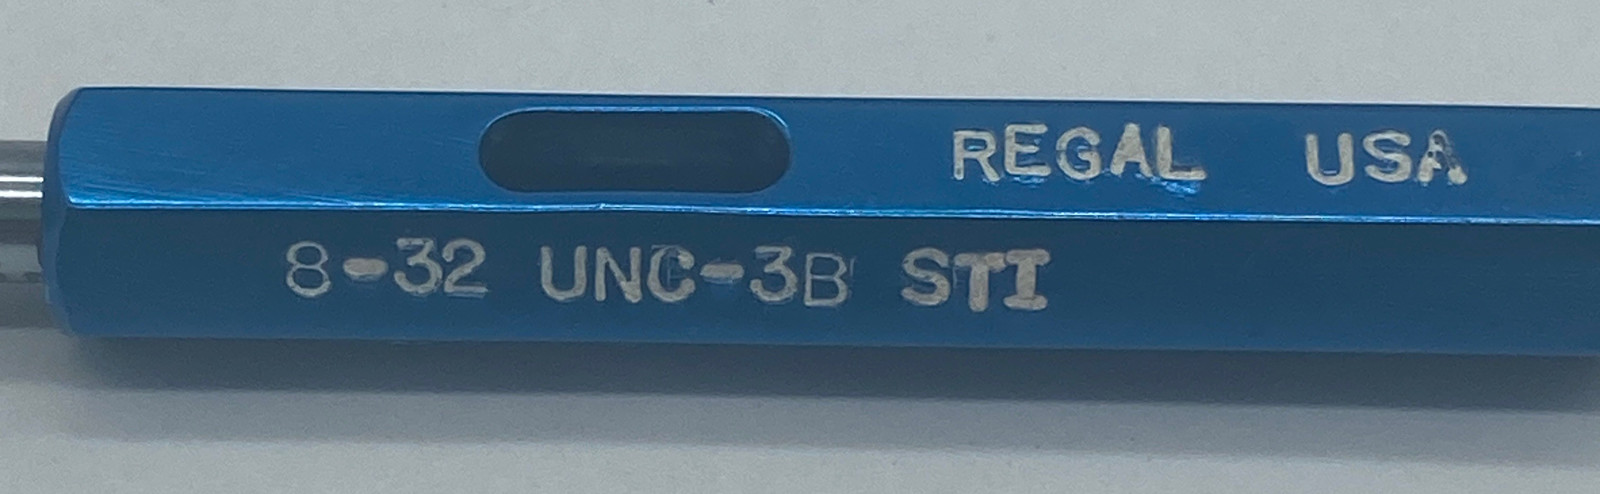 REGAL USA
8-32 UNC-3B STI